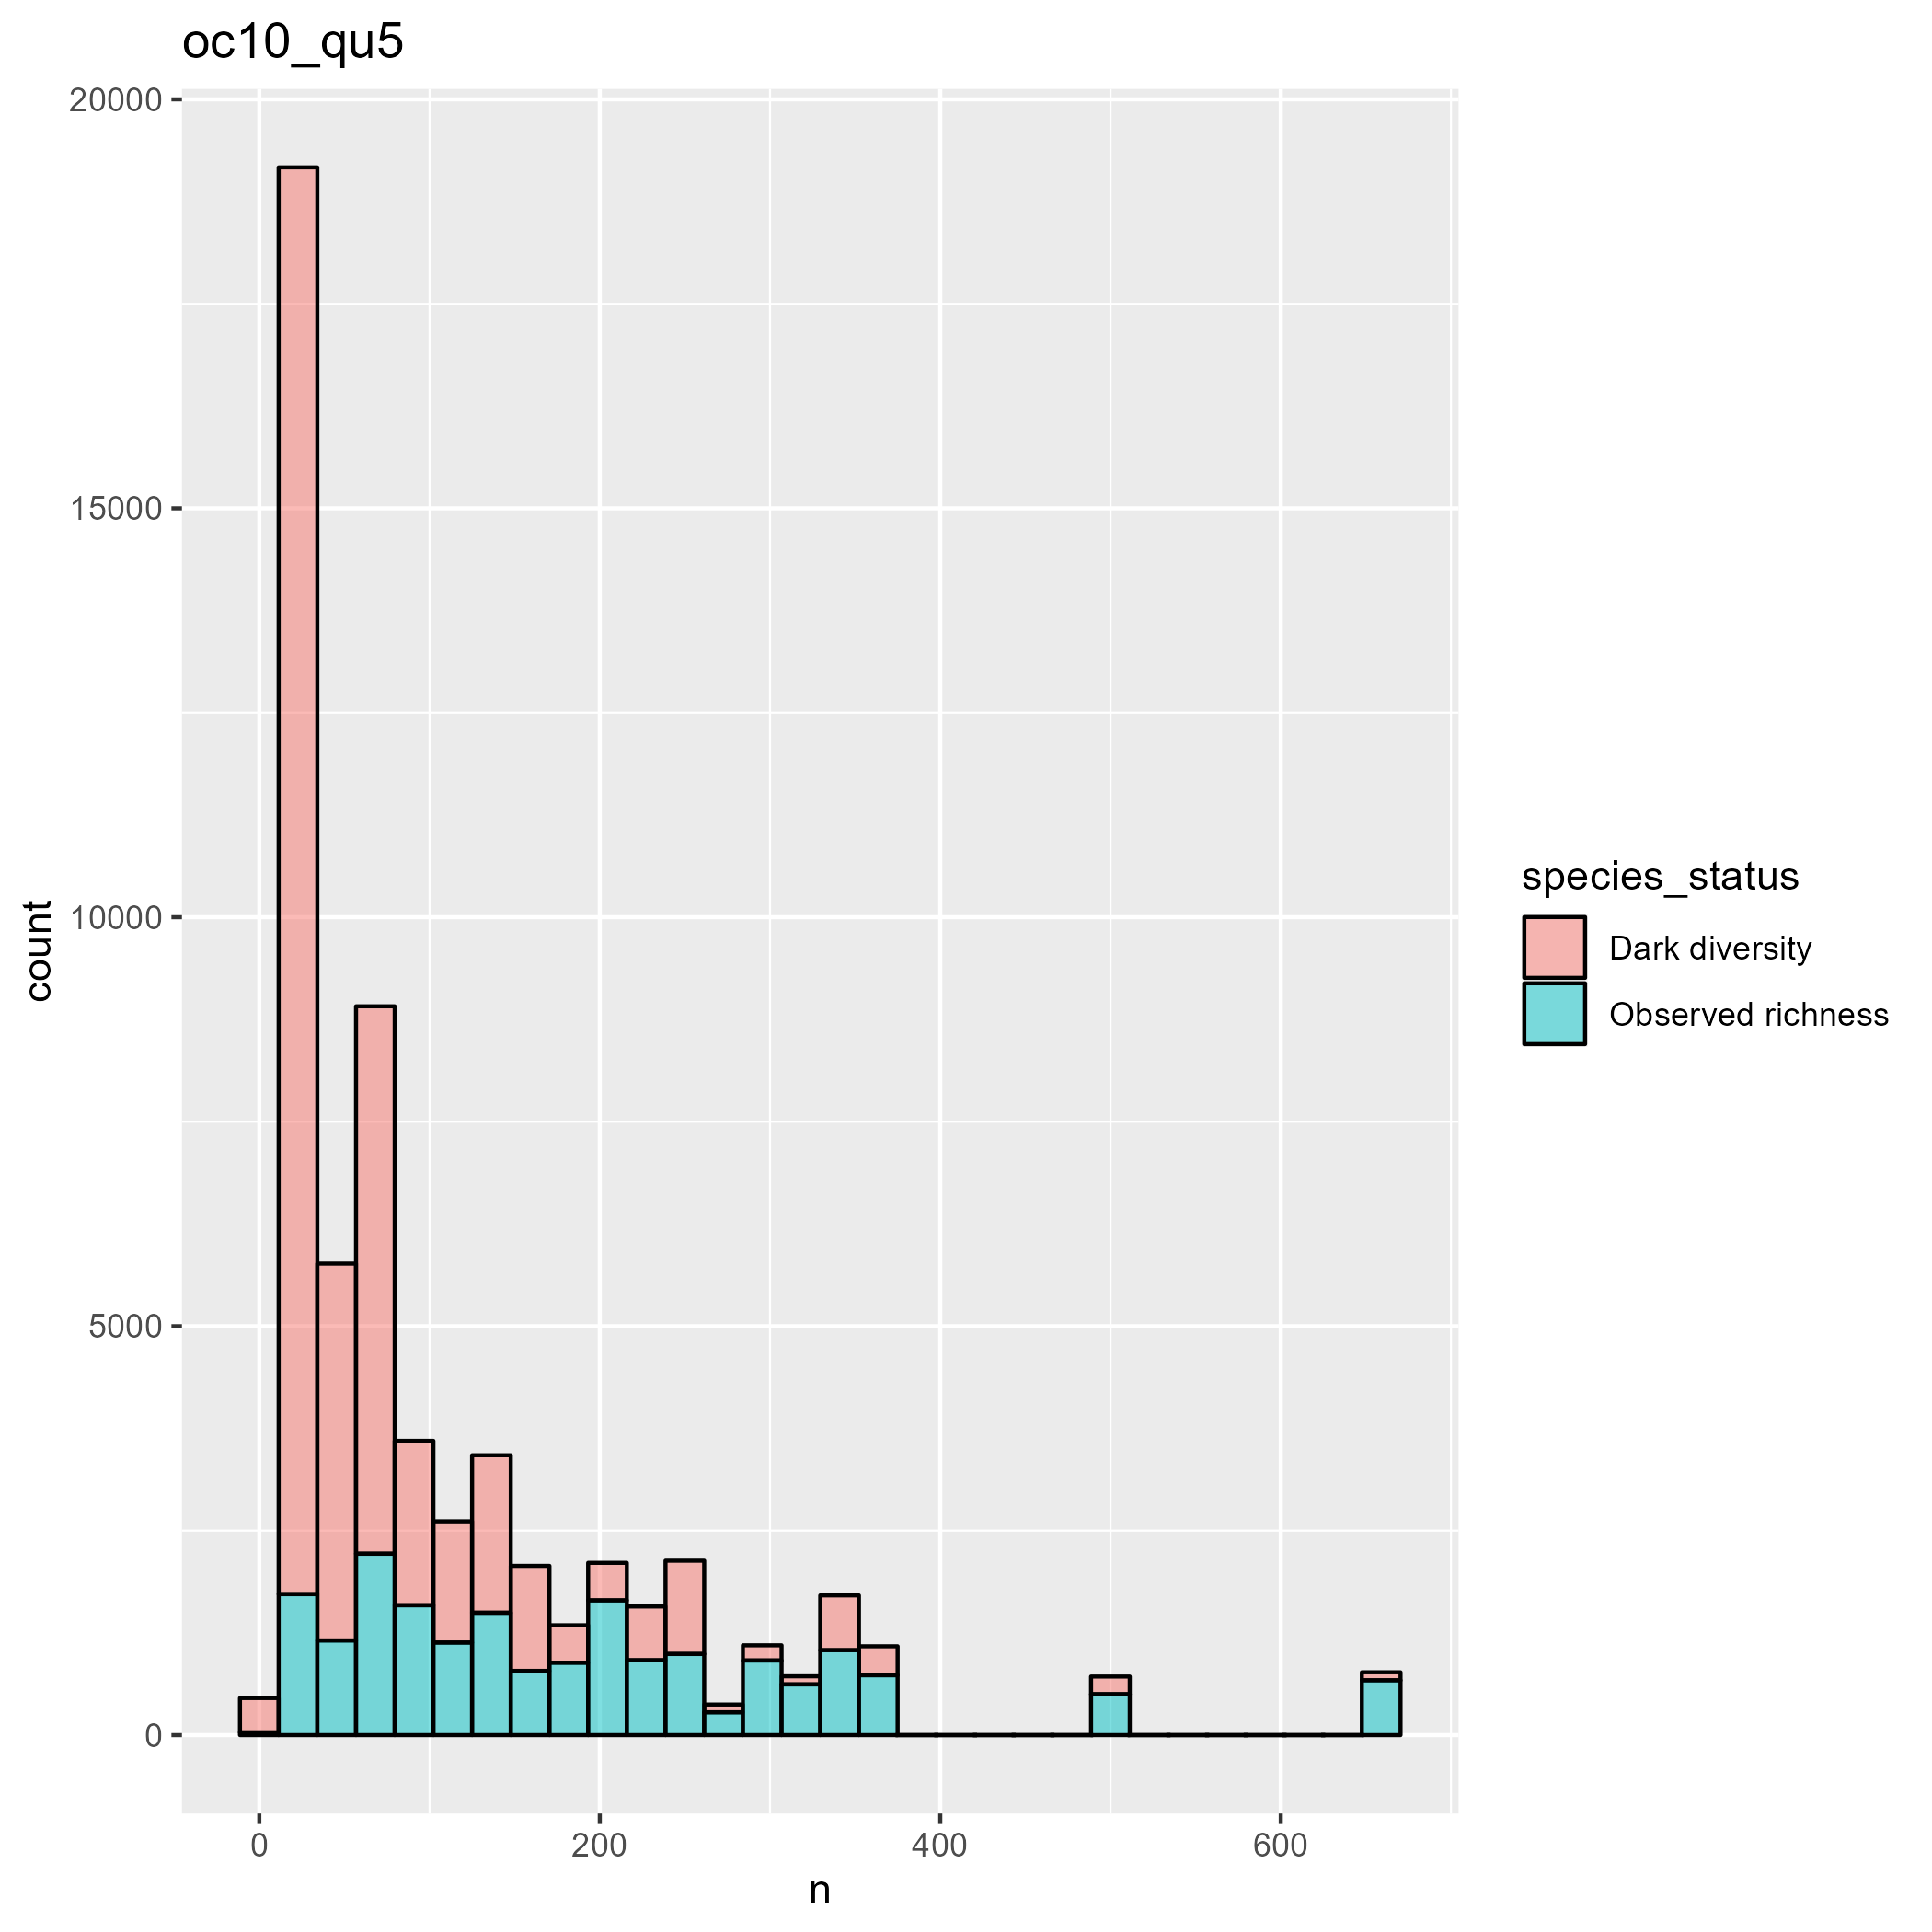 oc10_qu5
20000
15000
10000
5000
0
count
0 200 400 600
n
species_status
Dark diversity
Observed richness